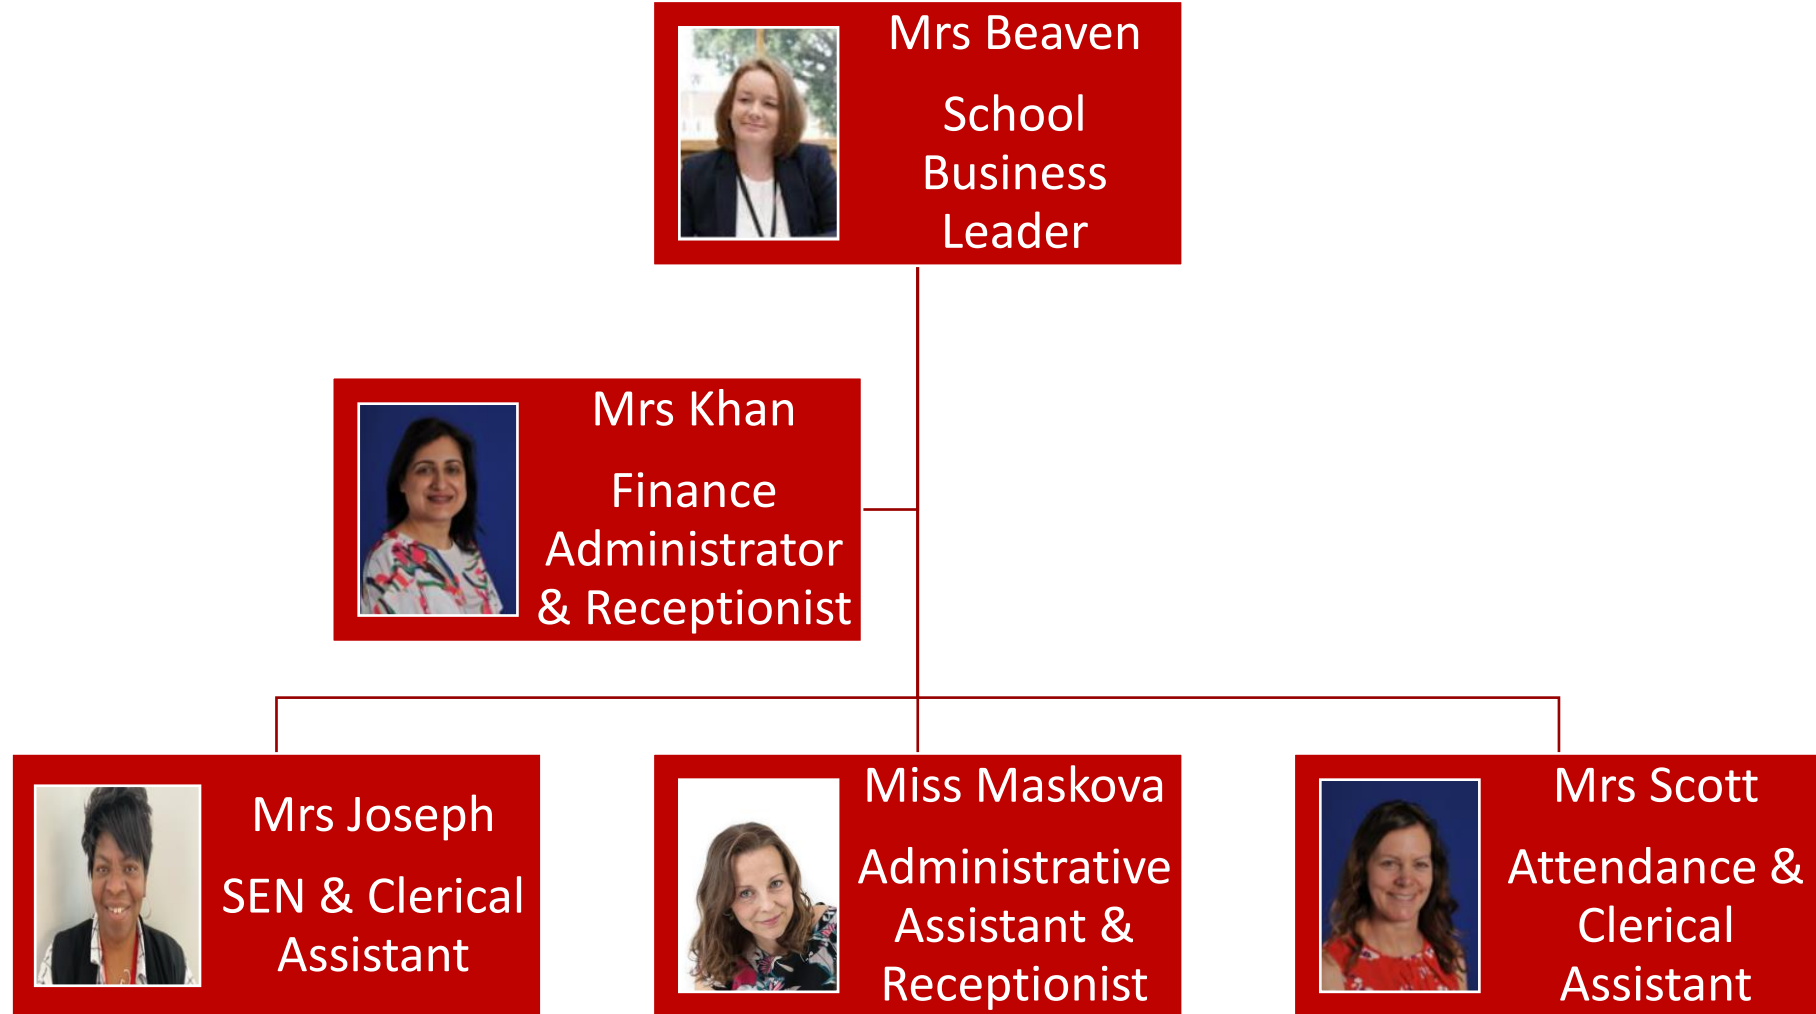 Mrs Beaven
School
Business
Leader
Mrs Khan
Finance
Administrator
& Receptionist
Mrs Joseph
SEN & Clerical
Assistant
Miss Maskova
Administrative
Assistant &
Receptionist
Mrs Scott
Attendance &
Clerical
Assistant